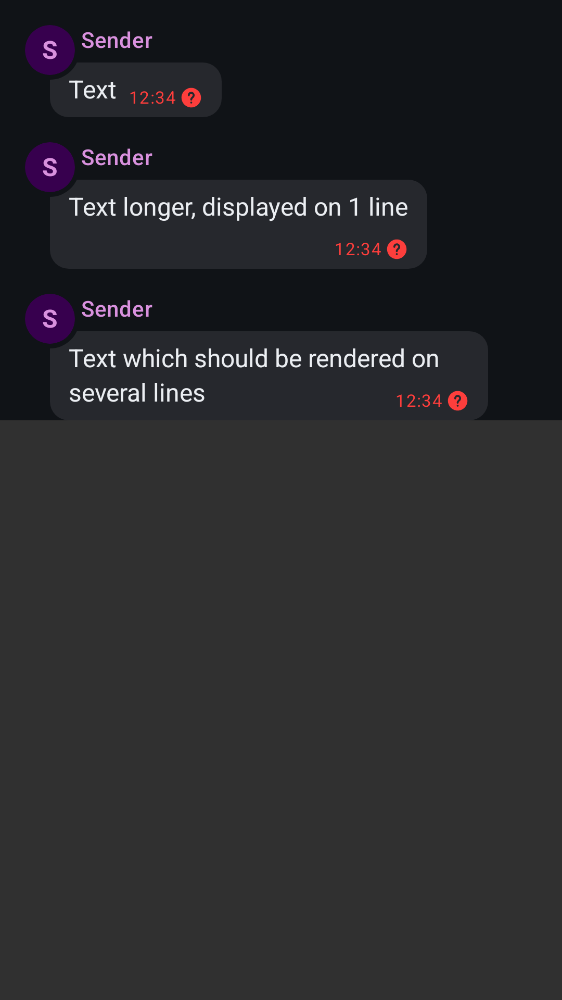 S Sender
Text 12:34 ?
S Sender
Text longer, displayed on 1 line
12:34 ?
S Sender
Text which should be rendered on
several lines 12:34 ?